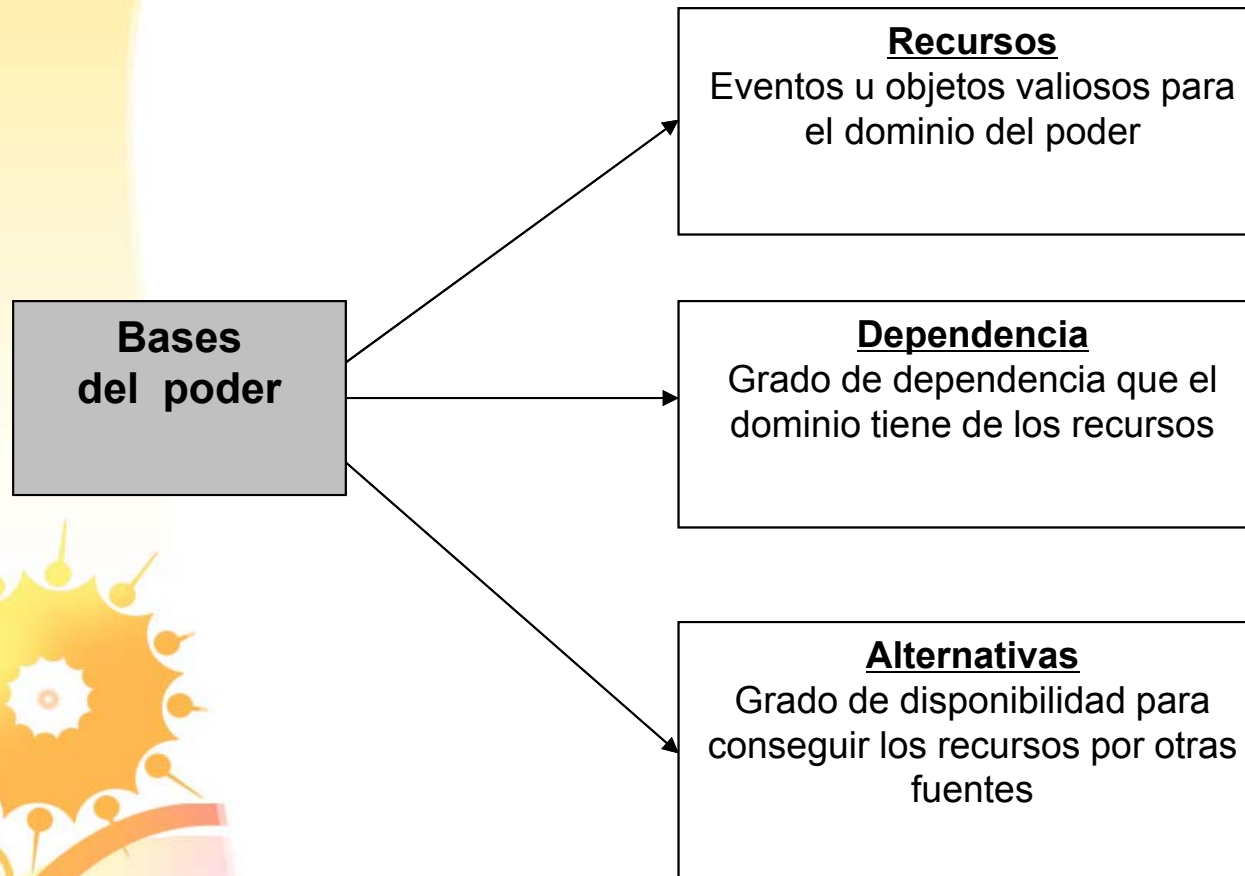 Bases
del poder
Recursos
Eventos u objetos valiosos para
el dominio del poder
Dependencia
Grado de dependencia que el
dominio tiene de los recursos
Alternativas
Grado de disponibilidad para
conseguir los recursos por otras
fuentes